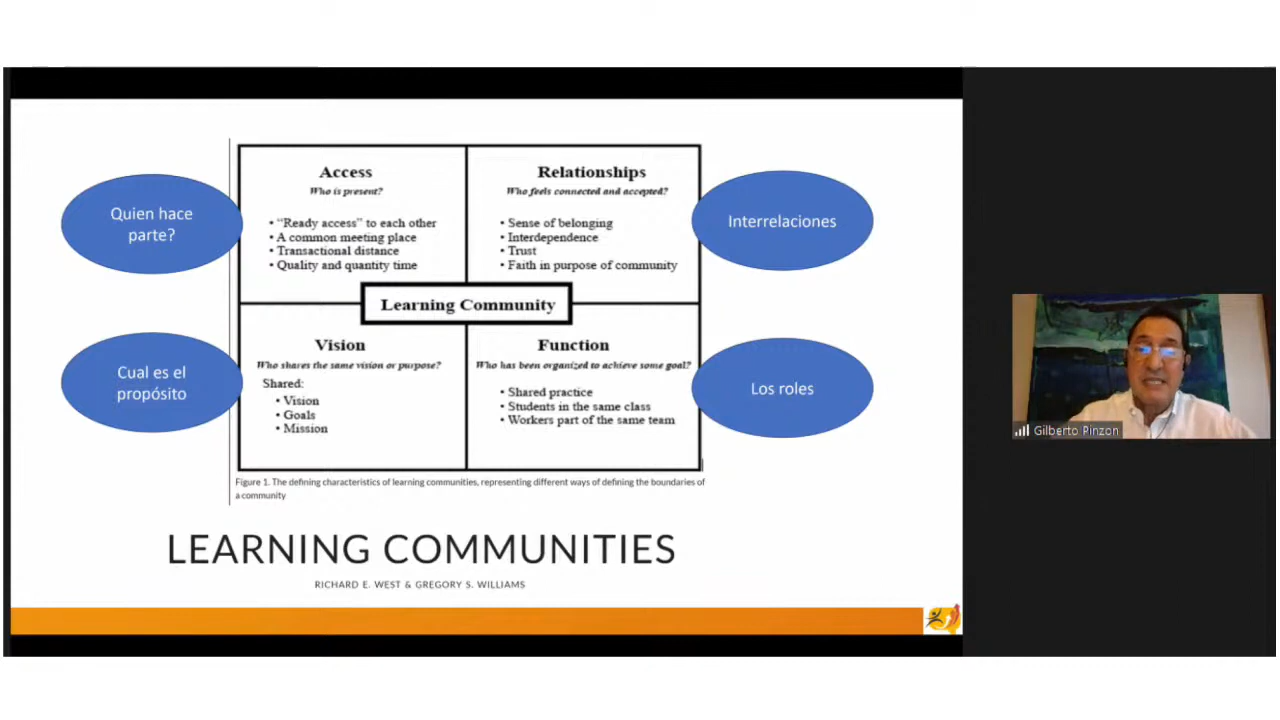 Access
Who is present?
• "Ready access" to each other
• A common meeting place
• Transactional distance
• Quality and quantity time
Relationships
Who feels connected and accepted?
• Sense of belonging
• Interdependence
• Trust
• Faith in purpose of community
Quien hace
parte?
Interrelaciones
Learning Community
Vision
Who shares the same vision or purpose?
Shared:
• Vision
• Goals
• Mission
Function
Who has been organized to achieve some goal?
• Shared practice
• Students in the same class
• Workers part of the same team
Cual es el
propósito
Los roles
Figure 1. The defining characteristics of learning communities, representing different ways of defining the boundaries of
a community
LEARNING COMMUNITIES
RICHARD E. WEST & GREGORY S. WILLIAMS
Gilberto Pinzon